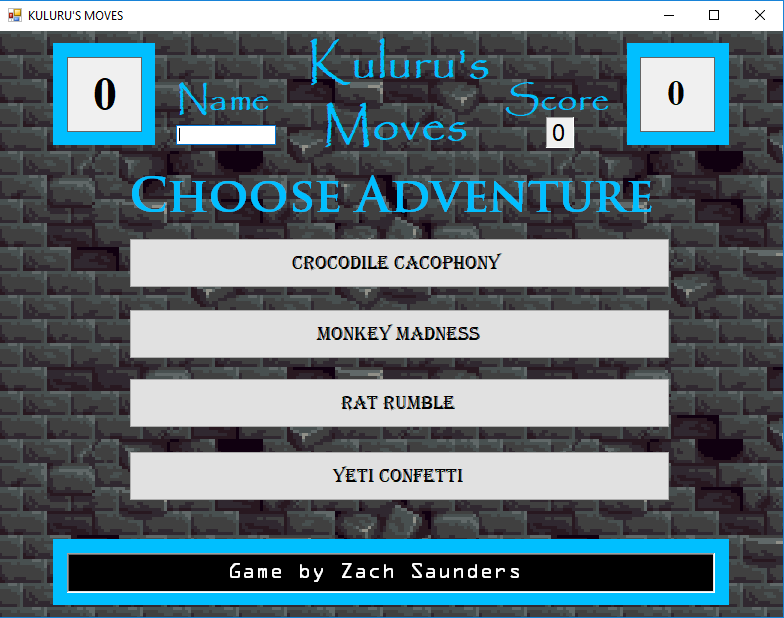 KULURU'S MOVES
0
Name
Kuluru's
Moves
Score
0
0
CHOOSE ADVENTURE
CROCODILE CACOPHONY
MONKEY MADNESS
RAT RUMBLE
YETI CONFETTI
Game by Zach Saunders